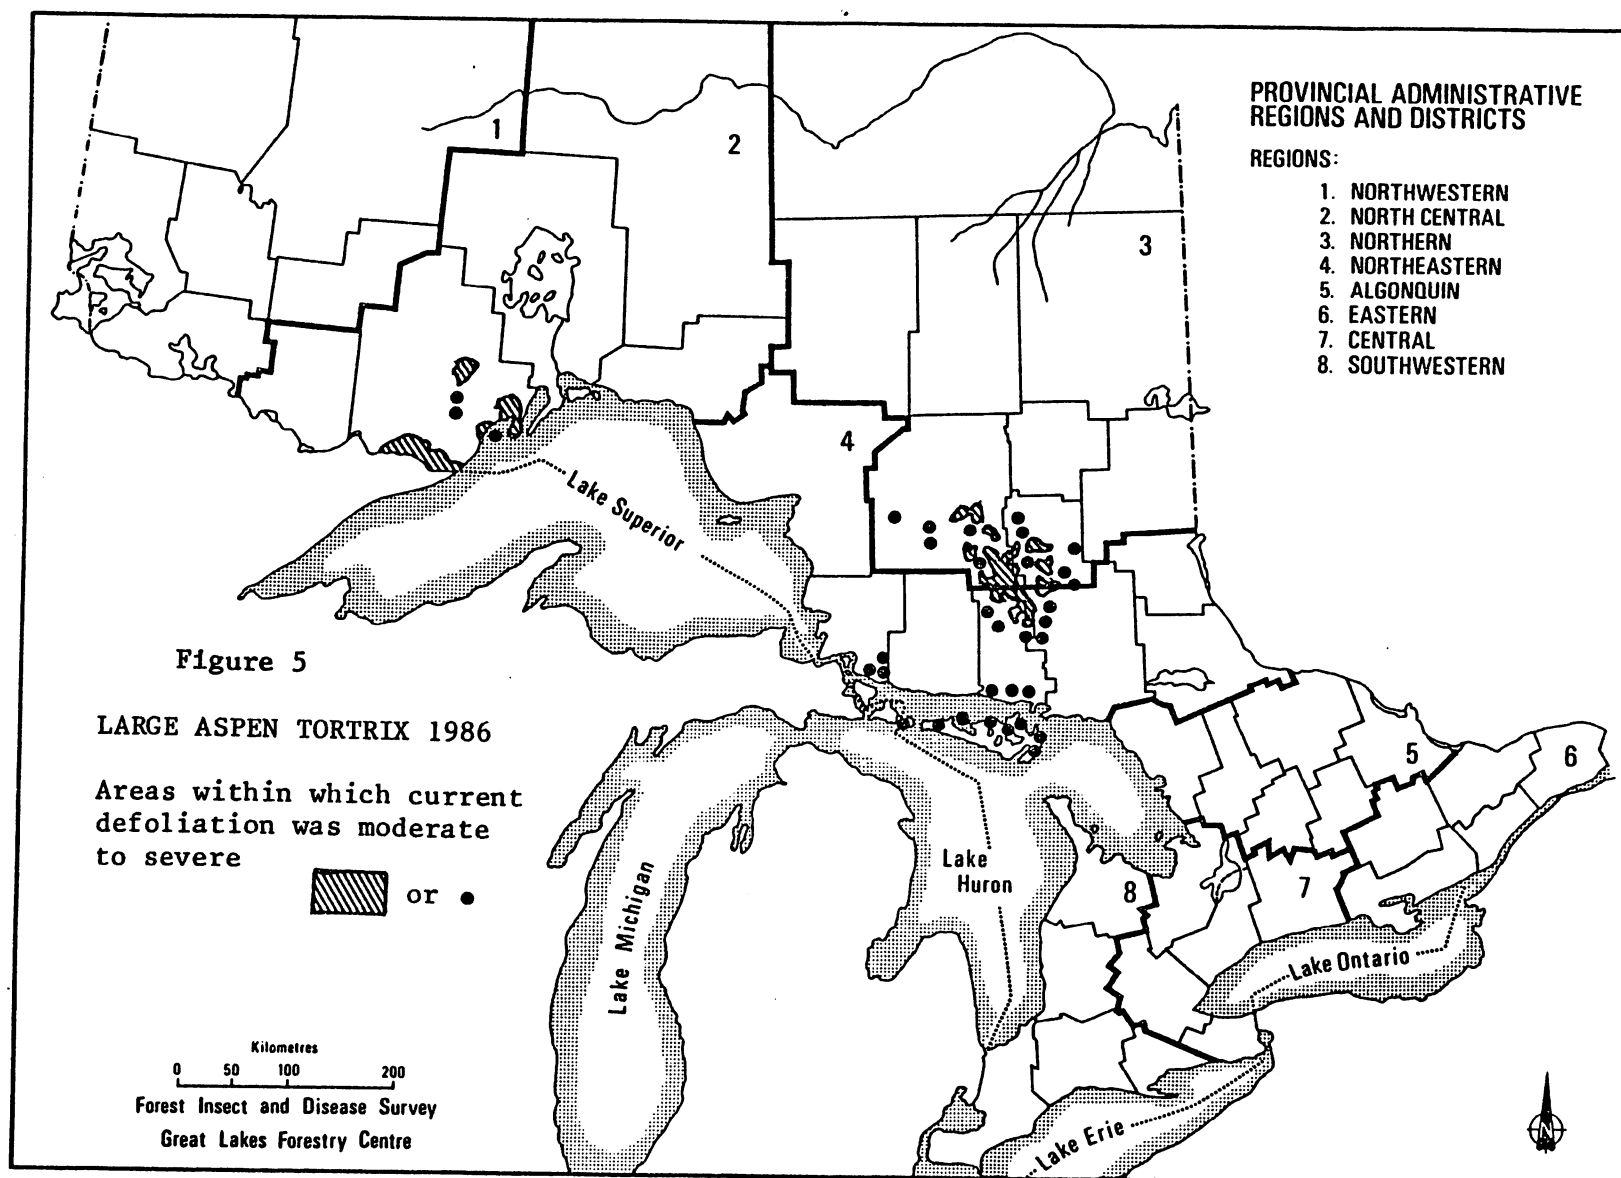 PROVINCIAL ADMINISTRATIVE
REGIONS AND DISTRICTS
REGIONS:
1. NORTHWESTERN
2. NORTH CENTRAL
3. NORTHERN
4. NORTHEASTERN
5. ALGONQUIN
6. EASTERN
7. CENTRAL
8. SOUTHWESTERN
1
2
3
4
Lake Superior
Figure 5
LARGE ASPEN TORTRIX 1986
Areas within which current
defoliation was moderate
to severe
or
5
6
7
8
Lake Michigan
Lake
Huron
Lake Ontario
Lake Erie
Kilometres
0 50 100 200
Forest Insect and Disease Survey
Great Lakes Forestry Centre
N